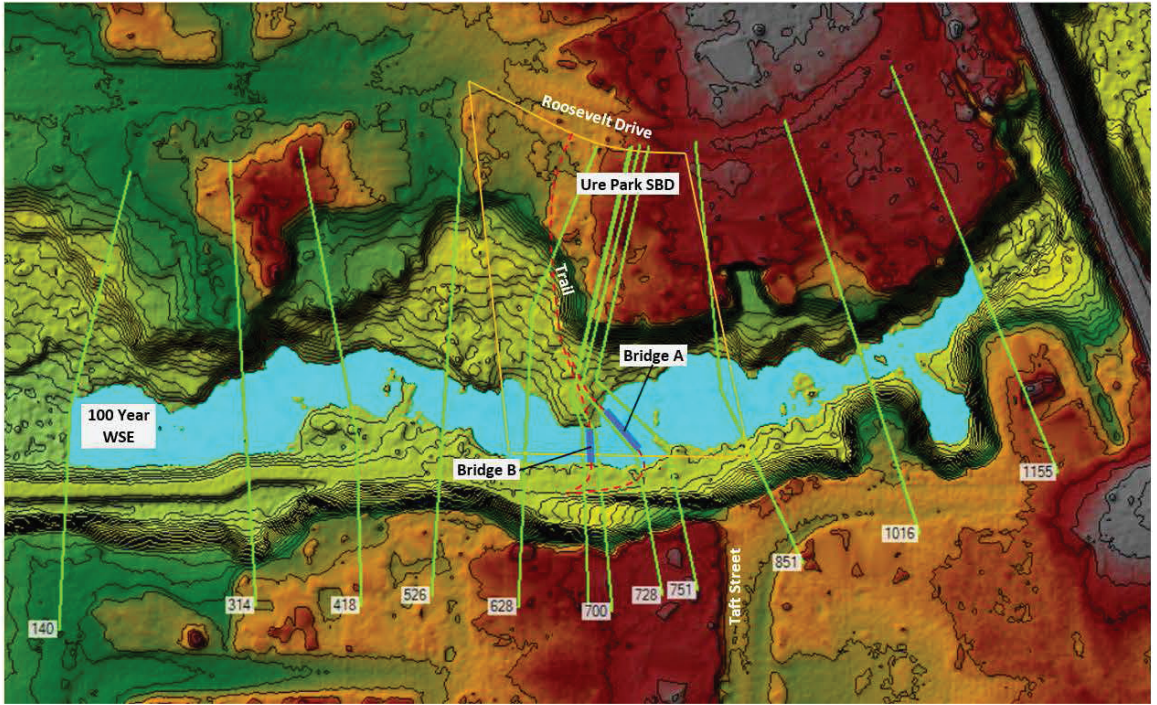 Roosevelt Drive
Ure Park SBD
Trail
Bridge A
100 Year
WSE
Bridge B
1155
1016
851
Taft Street
751
728
700
628
526
418
314
140